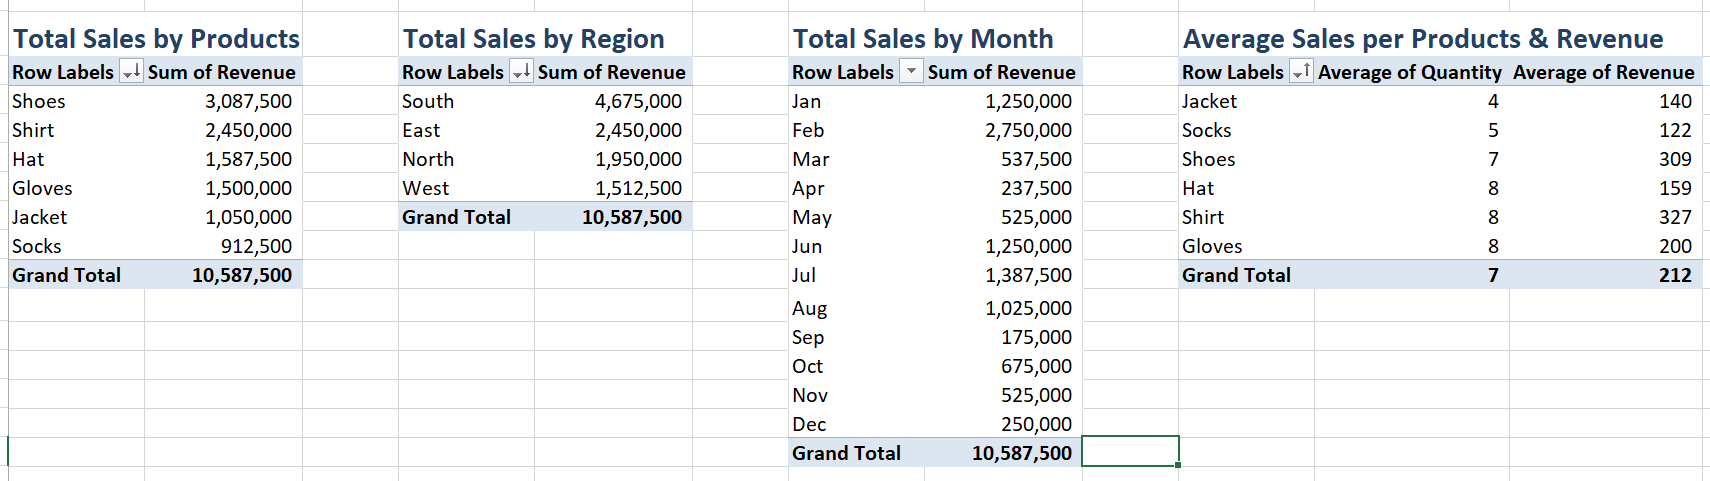 Total Sales by Products
Row Labels Sum of Revenue
Shoes 3,087,500
Shirt 2,450,000
Hat 1,587,500
Gloves 1,500,000
Jacket 1,050,000
Socks 912,500
Grand Total 10,587,500
Total Sales by Region
Row Labels Sum of Revenue
South 4,675,000
East 2,450,000
North 1,950,000
West 1,512,500
Grand Total 10,587,500
Total Sales by Month
Row Labels Sum of Revenue
Jan 1,250,000
Feb 2,750,000
Mar 537,500
Apr 237,500
May 525,000
Jun 1,250,000
Jul 1,387,500
Aug 1,025,000
Sep 175,000
Oct 675,000
Nov 525,000
Dec 250,000
Grand Total 10,587,500
Average Sales per Products & Revenue
Row Labels Average of Quantity Average of Revenue
Jacket 4 140
Socks 5 122
Shoes 7 309
Hat 8 159
Shirt 8 327
Gloves 8 200
Grand Total 7 212